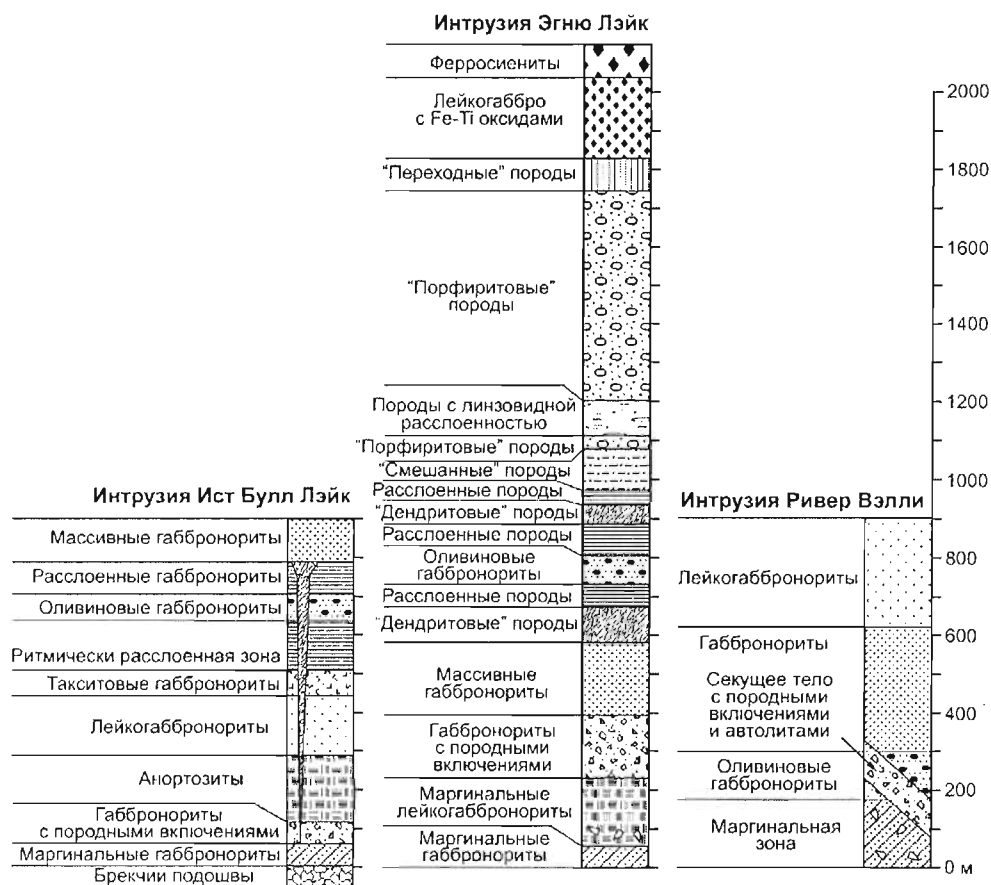 Интрузия Эгню Лэйк
Ферросиениты
Лейкогаббро
с Fe-Ti оксидами
"Переходные" породы
"Порфиритовые"
породы
Породы с линзовидной
расслоенностью
"Порфиритовые" породы
"Смешанные" породы
Расслоенные породы
"Дендритовые" породы
Расслоенные породы
Оливиновые
габбронориты
Расслоенные породы
"Дендритовые" породы
Массивные
габбронориты
Габбронориты
с породными
включениями
Маргинальные
лейкогаббронориты
Маргинальные
габбронориты
Интрузия Ист Булл Лэйк
Массивные габбронориты
Расслоенные габбронориты
Оливиновые габбронориты
Ритмически расслоенная зона
Такситовые габбронориты
Лейкогаббронориты
Анортозиты
Габбронориты
с породными включениями
Маргинальные габбронориты
Брекчии подошвы
Интрузия Ривер Вэлли
Лейкогаббронориты
Габбронориты
Секущее тело
с породными
включениями
и автолитами
Оливиновые
габбронориты
Маргинальная
зона
2000
1800
1600
1400
1200
1000
800
600
400
200
0 м